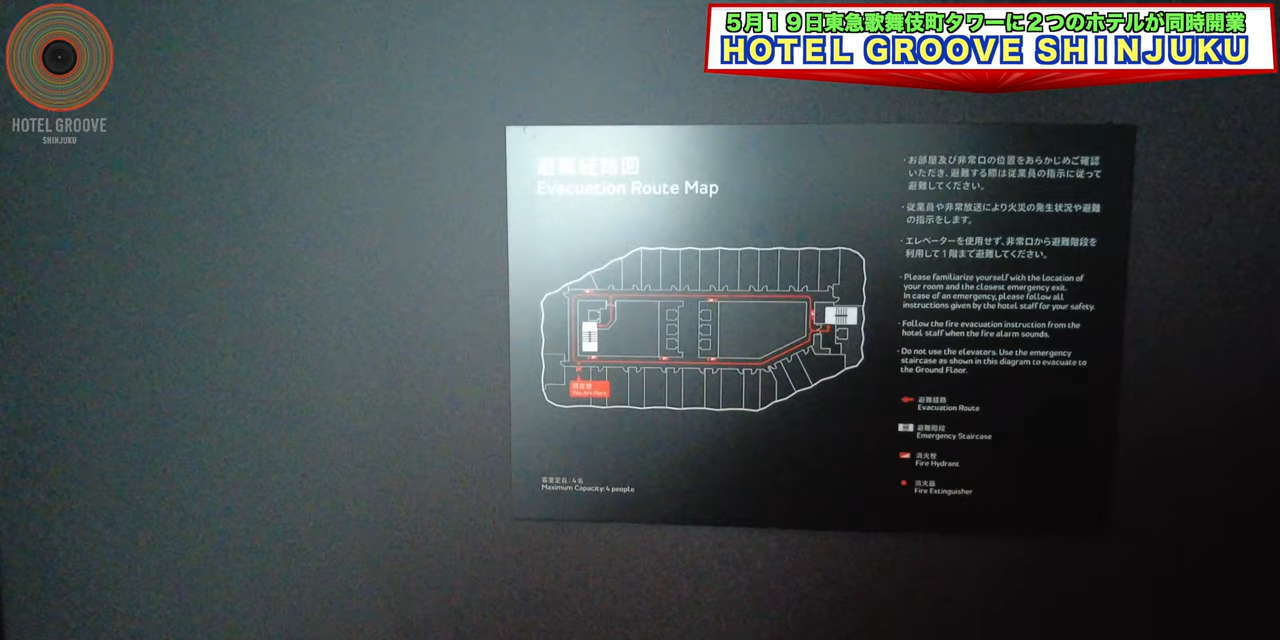 HOTEL GROOVE
SHINJUKU
5月19日東急歌舞伎町タワーに2つのホテルが同時開業
HOTEL GROOVE SHINJUKU
避難経路図
Evacuation Route Map
・お部屋及び非常口の位置をあらかじめご確認
いただき、避難する際は従業員の指示に従って
避難してください。
・従業員や非常放送により火災の発生状況や避難
の指示をします。
・エレベーターを使用せず、非常口から避難階段を
利用して1階まで避難してください。
・Please familiarize yourself with the location of
your room and the closest emergency exit.
In case of an emergency, please follow all
instructions given by the hotel staff for your safety.
・Follow the fire evacuation instruction from the
hotel staff when the fire alarm sounds.
・Do not use the elevators. Use the emergency
staircase as shown in this diagram to evacuate to
the Ground Floor.
現在地
You Are Here
避難経路
Evacuation Route
避難階段
Emergency Staircase
消火栓
Fire Hydrant
消火器
Fire Extinguisher
客室定員：4名
Maximum Capacity: 4 people